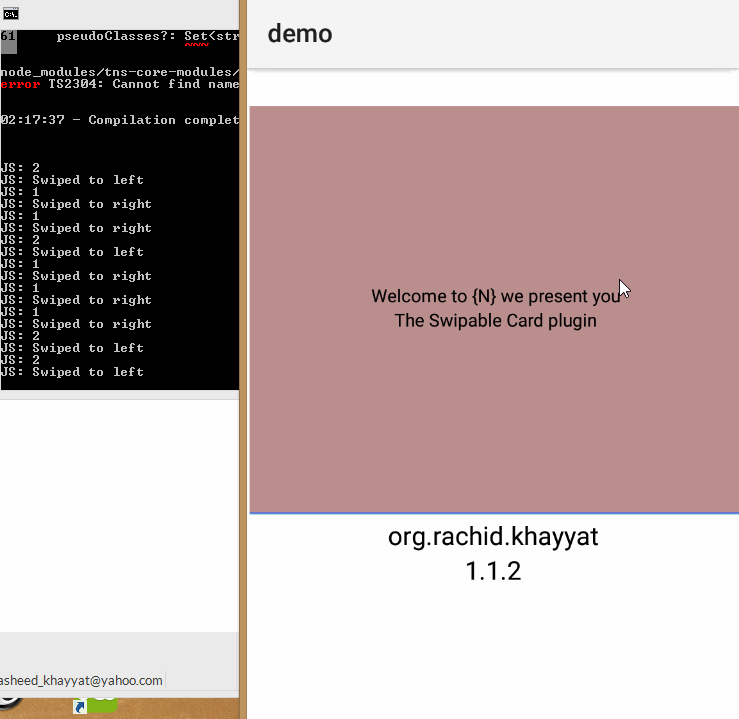 61     pseudoClasses?: Set<str
node_modules/tns-core-modules/
error TS2304: Cannot find name
02:17:37 - Compilation complet
JS: 2
JS: Swiped to left
JS: 1
JS: Swiped to right
JS: 1
JS: Swiped to right
JS: 2
JS: Swiped to left
JS: 1
JS: Swiped to right
JS: 1
JS: Swiped to right
JS: 1
JS: Swiped to right
JS: 2
JS: Swiped to left
JS: 2
JS: Swiped to left
asheed_khayyat@yahoo.com
demo
Welcome to {N} we present you
The Swipable Card plugin
org.rachid.khayyat
1.1.2